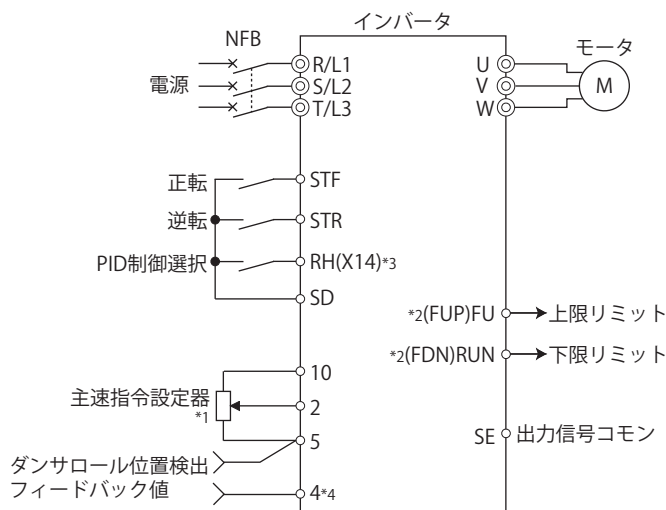 インバータ
NFB
電源
R/L1
S/L2
T/L3
U
V
W
モータ
M
正転
STF
逆転
STR
PID制御選択
RH(X14)*3
SD
*2(FUP)FU
上限リミット
*2(FDN)RUN
下限リミット
主速指令設定器
*1
10
2
5
SE
出力信号コモン
ダンサロール位置検出
フィードバック値
4*4